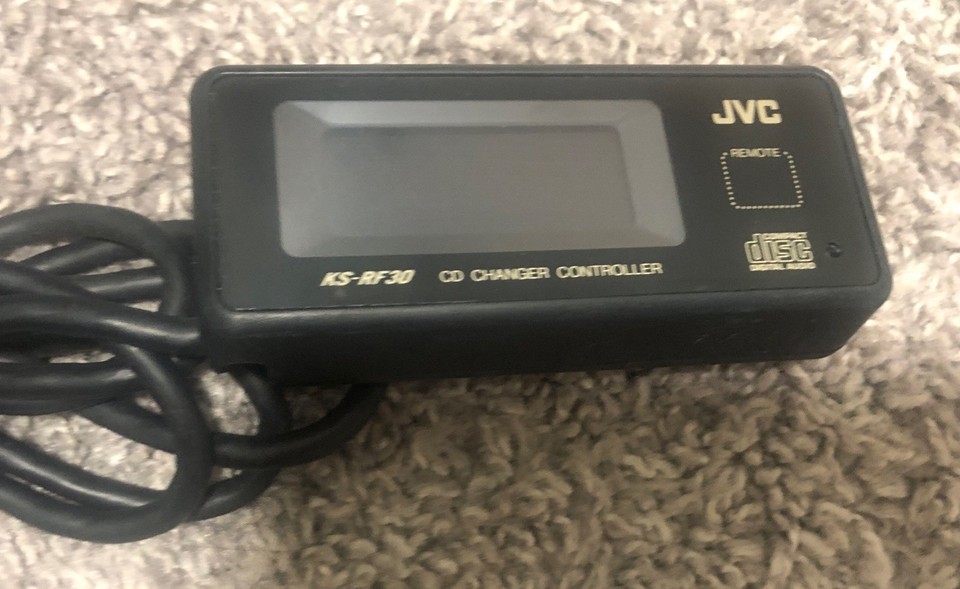 JVC
REMOTE
COMPACT
disc
DIGITAL AUDIO
KS-RF30 CD CHANGER CONTROLLER